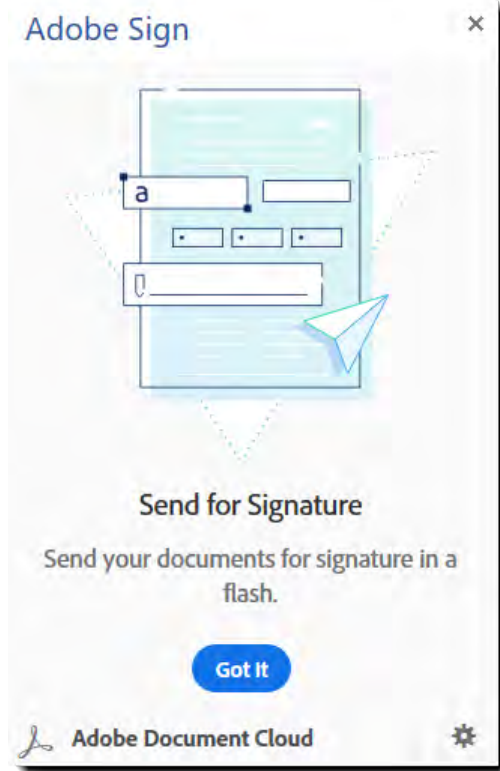 Adobe Sign
a
Send for Signature
Send your documents for signature in a
flash.
Got It
Adobe Document Cloud